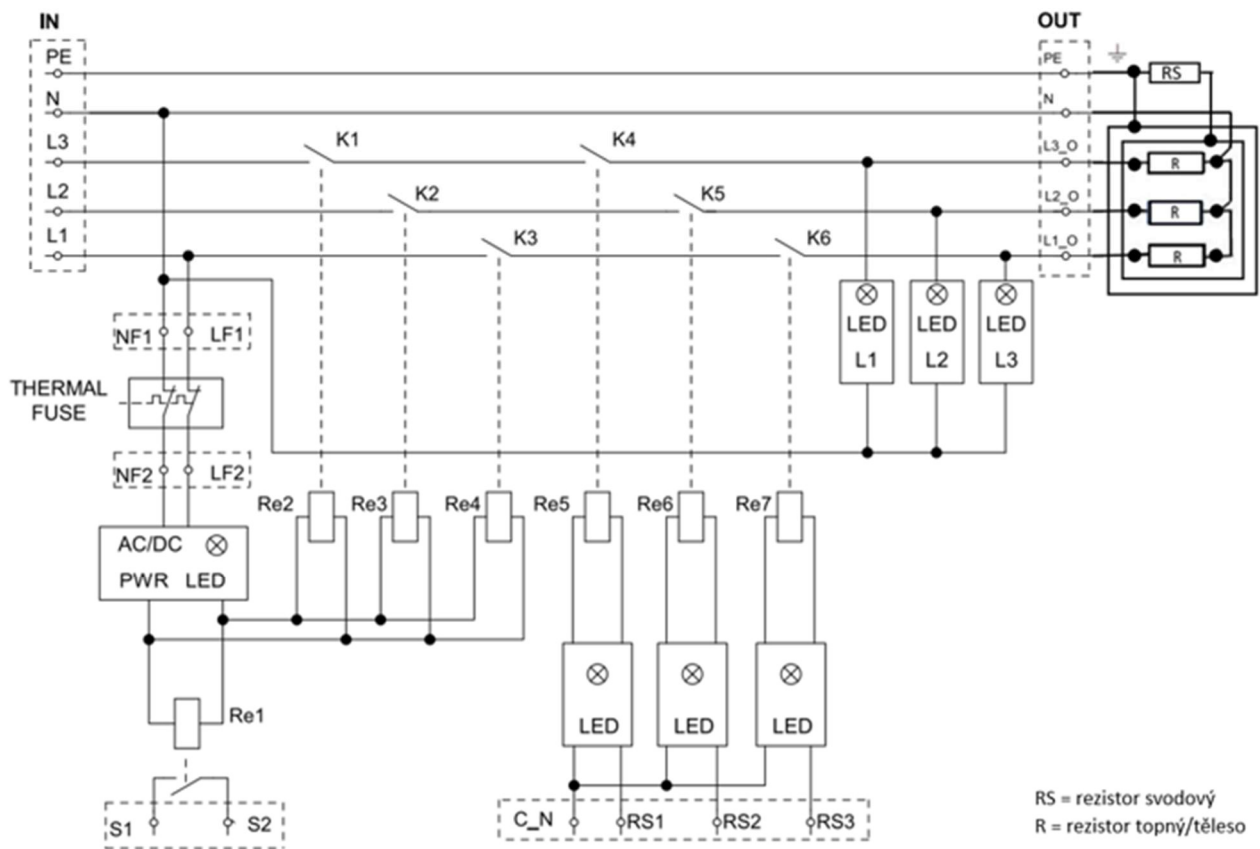 IN
OUT
PE
PE
RS
N
N
L3
K1
K4
L3_O
R
L2
K2
K5
L2_O
R
L1
K3
K6
L1_O
R
NF1
LF1
LED
L1
LED
L2
LED
L3
THERMAL
FUSE
NF2
LF2
Re2
Re3
Re4
Re5
Re6
Re7
AC/DC
PWR LED
Re1
LED
LED
LED
S1
S2
C_N
RS1
RS2
RS3
RS = rezistor svodový
R = rezistor topný/těleso